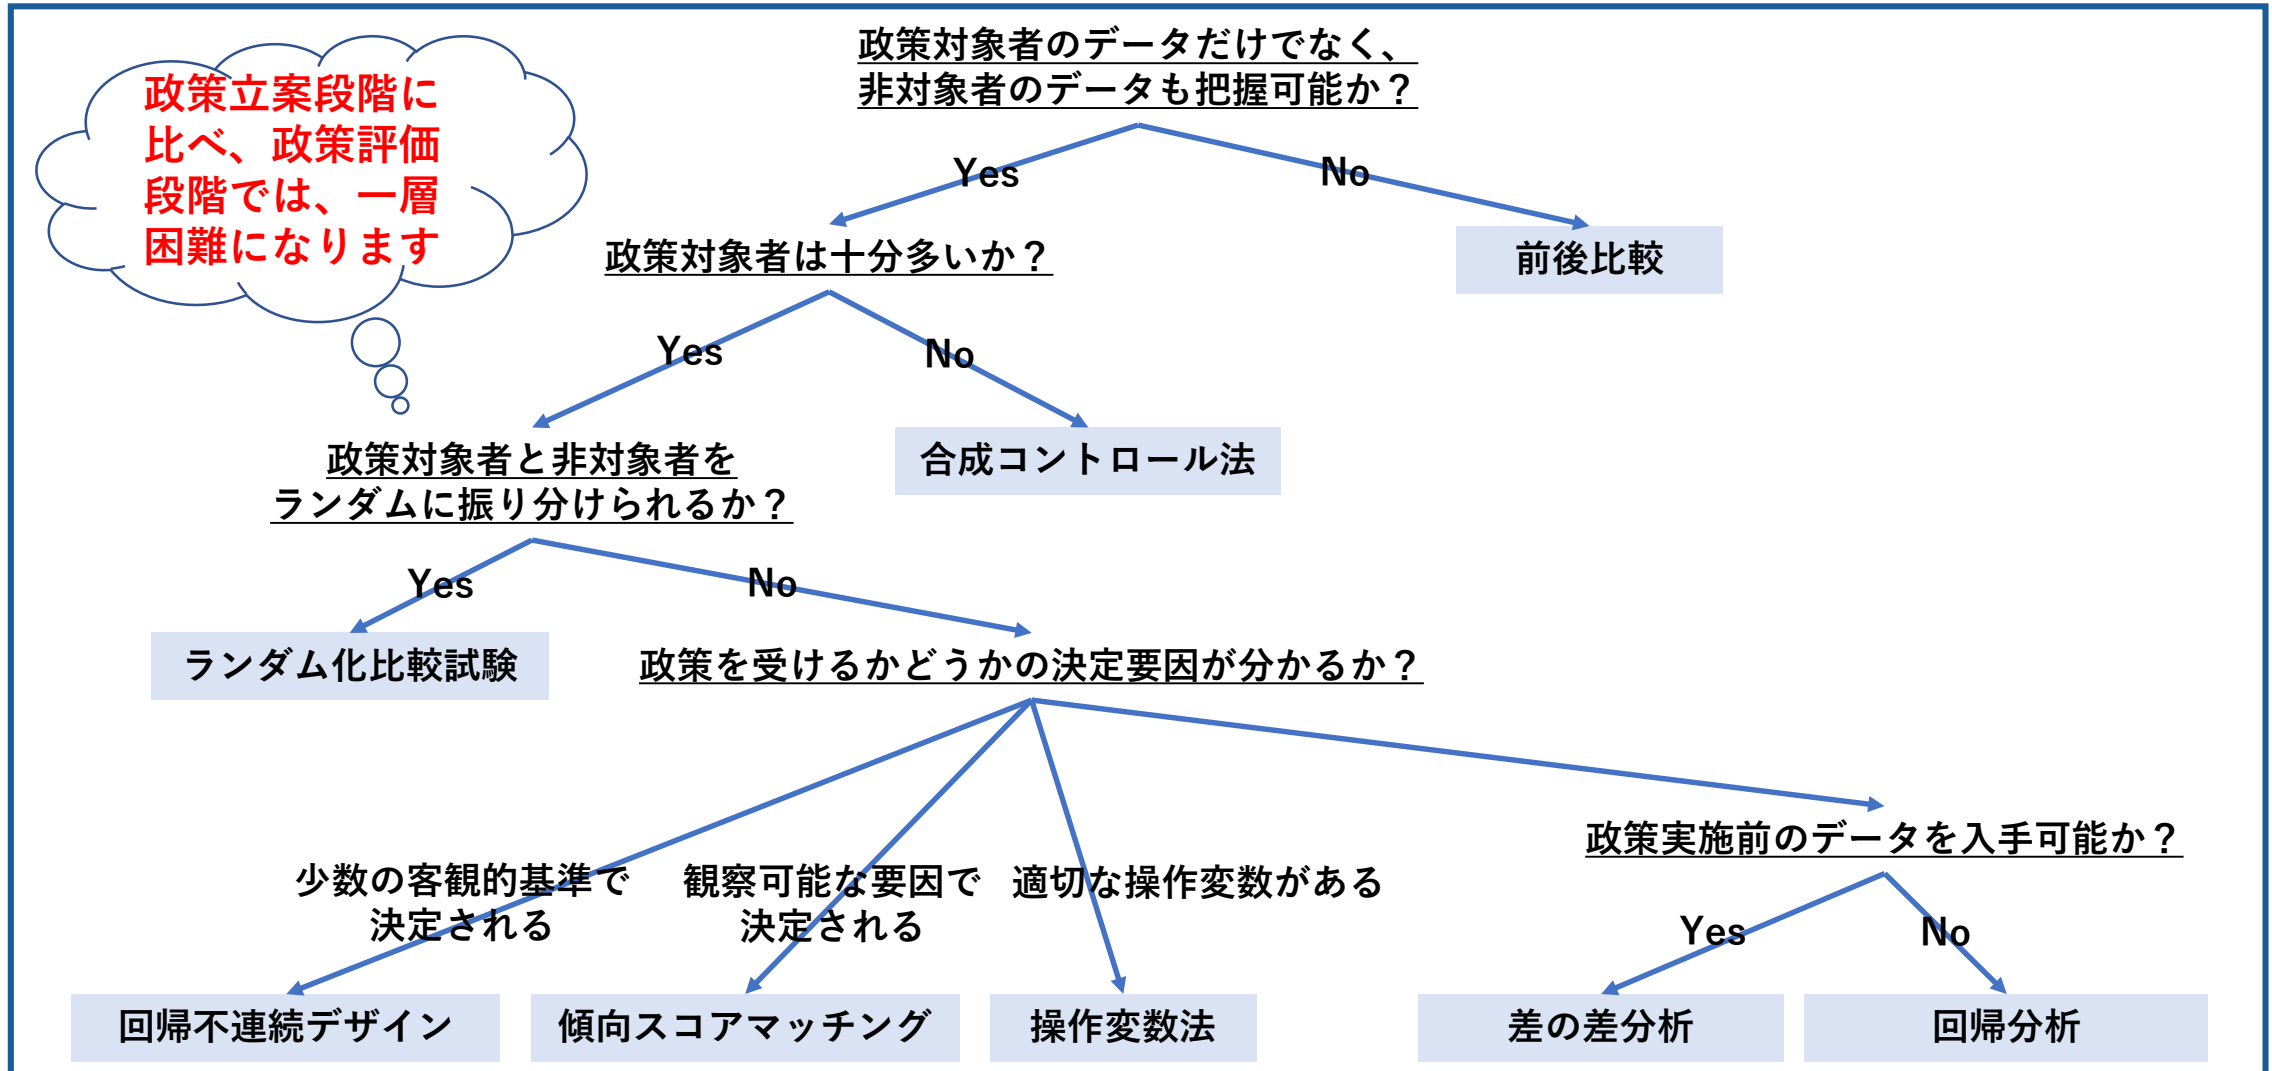 政策立案段階に
比べ、政策評価
段階では、一層
困難になります
政策対象者のデータだけでなく、
非対象者のデータも把握可能か？
Yes
No
政策対象者は十分多いか？
前後比較
Yes
No
政策対象者と非対象者を
ランダムに振り分けられるか？
合成コントロール法
Yes
No
ランダム化比較試験
政策を受けるかどうかの決定要因が分かるか？
政策実施前のデータを入手可能か？
少数の客観的基準で
決定される
観察可能な要因で
決定される
適切な操作変数がある
Yes
No
回帰不連続デザイン
傾向スコアマッチング
操作変数法
差の差分析
回帰分析